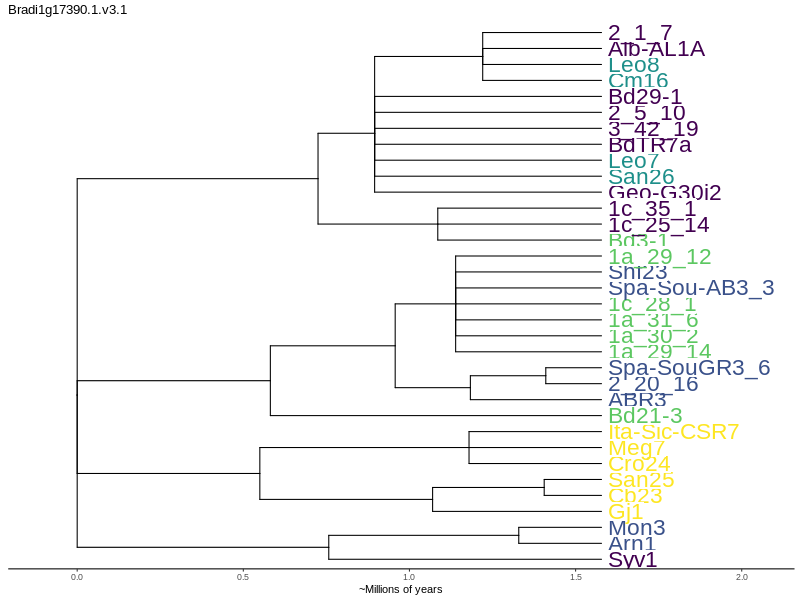 Bradi1g17390.1.v3.1
2_1_7
Alb-AL1A
Leo8
Cm16
Bd29-1
2_5_10
3_42_19
BdTR7a
Leo7
San26
Geo-G30i2
1c_35_1
1c_25_14
Bd3-1
1a_29_12
Snf23
Spa-Sou-AB3_3
1c_28_1
1a_31_6
1a_30_2
1a_29_14
Spa-SouGR3_6
2_20_16
ABR3
Bd21-3
Ita-Sic-CSR7
Meg7
Cro24
San25
Cb23
Gj1
Mon3
Arn1
Syv1
0.0 0.5 1.0 1.5 2.0
~Millions of years